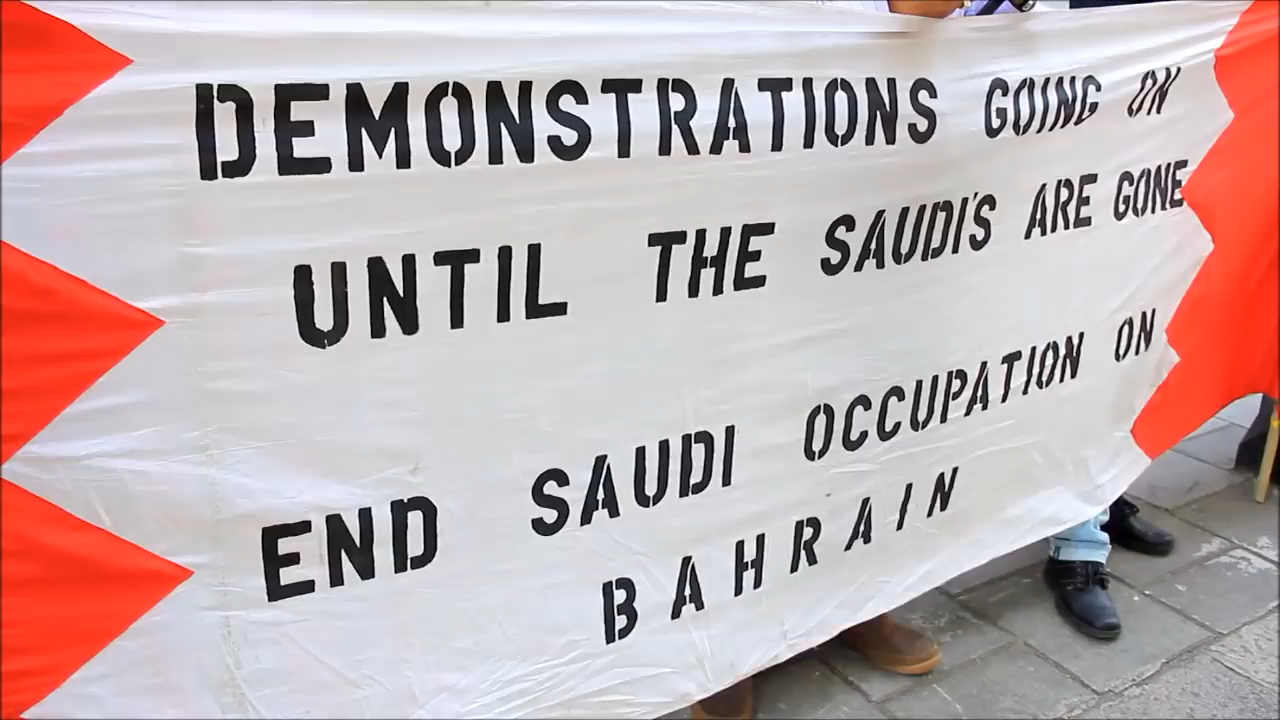 DEMONSTRATIONS GOING ON
UNTIL THE SAUDI'S ARE GONE
END SAUDI OCCUPATION ON
BAHRAIN